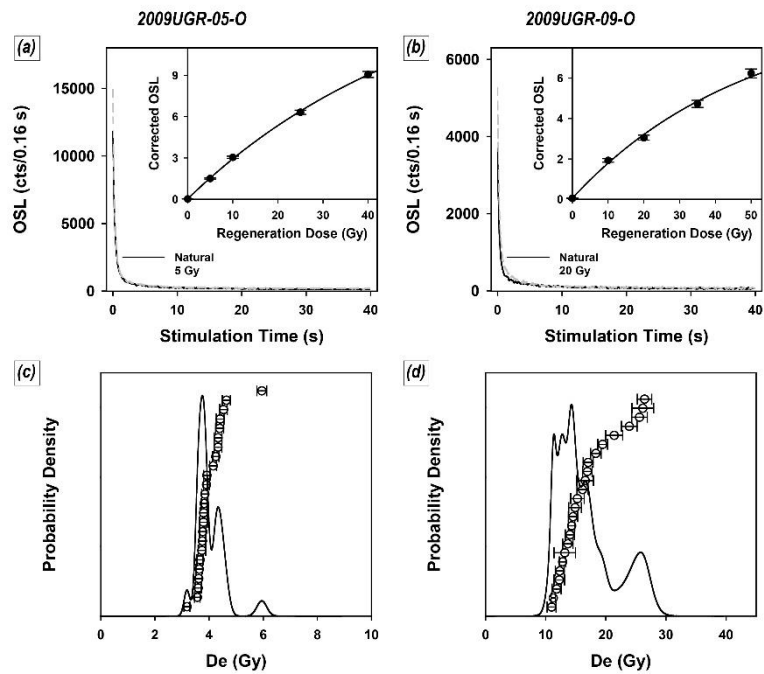 2009UGR-05-O
2009UGR-09-O
(a)
OSL (cts/0.16 s)
15000
10000
5000
0
Corrected OSL
9
6
3
0
0 10 20 30 40
Regeneration Dose (Gy)
Natural
5 Gy
0 10 20 30 40
Stimulation Time (s)
(b)
OSL (cts/0.16 s)
6000
4000
2000
0
Corrected OSL
6
4
2
0
0 10 20 30 40 50
Regeneration Dose (Gy)
Natural
20 Gy
0 10 20 30 40
Stimulation Time (s)
(c)
Probability Density
0 2 4 6 8 10
De (Gy)
(d)
Probability Density
0 10 20 30 40
De (Gy)